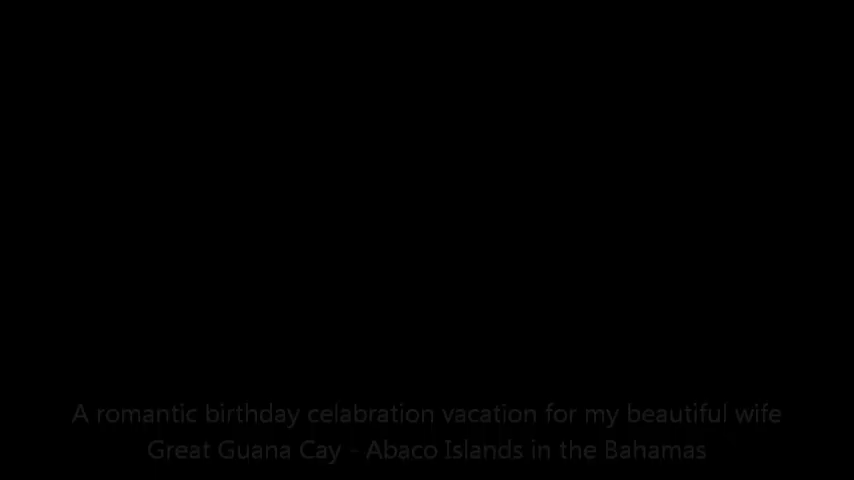 A romantic birthday celabration vacation for my beautiful wife
Great Guana Cay - Abaco Islands in the Bahamas